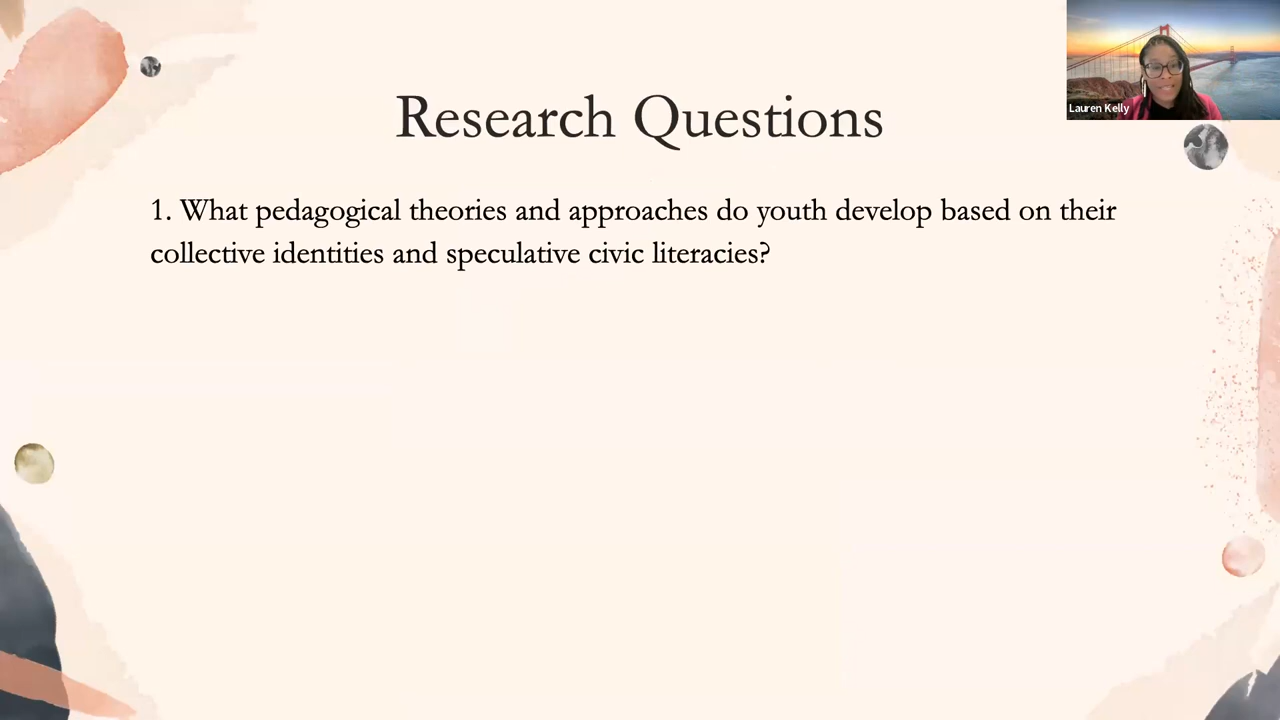 Lauren Kelly
Research Questions
1. What pedagogical theories and approaches do youth develop based on their
collective identities and speculative civic literacies?